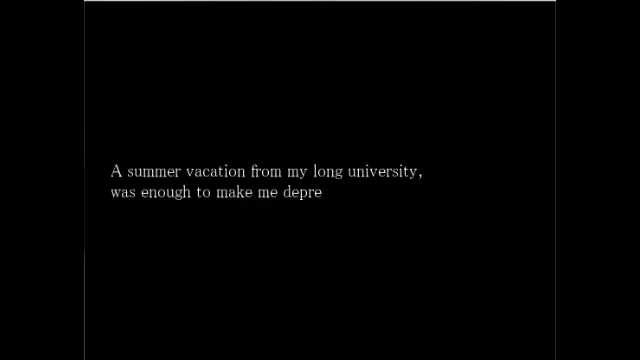 A summer vacation from my long university,
was enough to make me depre